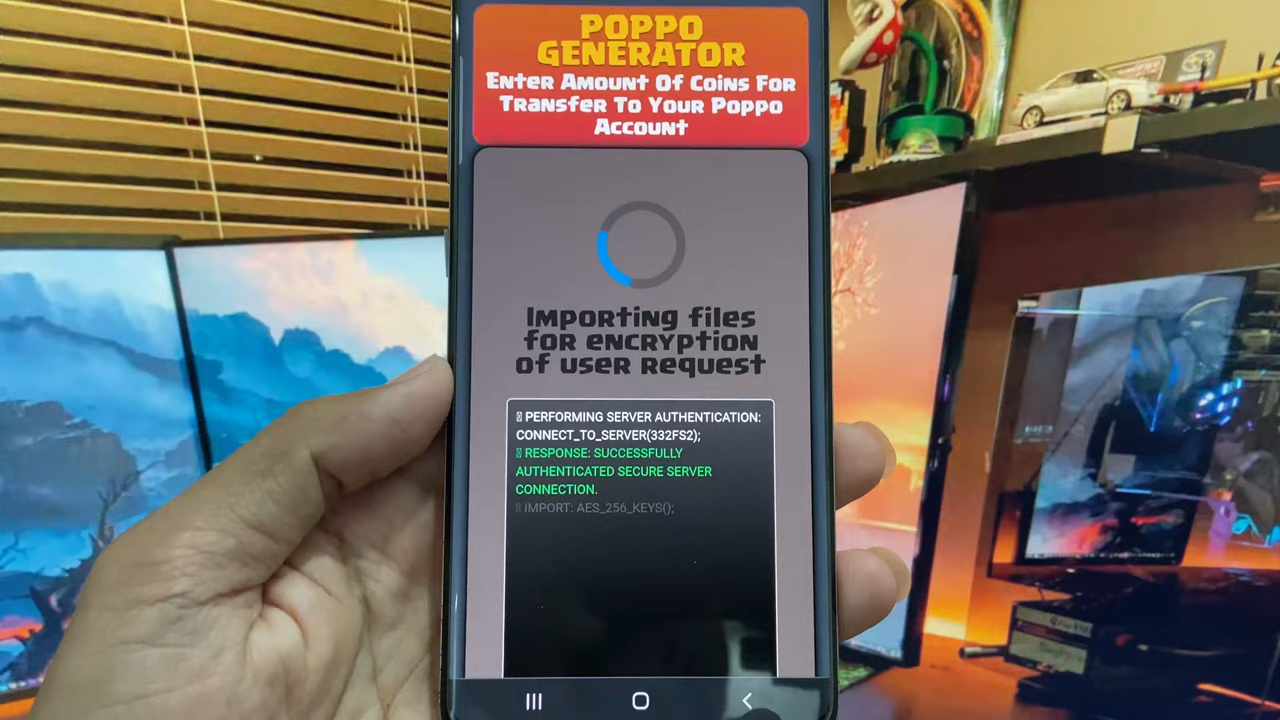 POPPO
GENERATOR
Enter Amount Of Coins For
Transfer To Your Poppo
Account
Importing files
for encryption
of user request
PERFORMING SERVER AUTHENTICATION:
CONNECT_TO_SERVER(332FS2);
RESPONSE: SUCCESSFULLY
AUTHENTICATED SECURE SERVER
CONNECTION.
IMPORT: AES_256_KEYS();